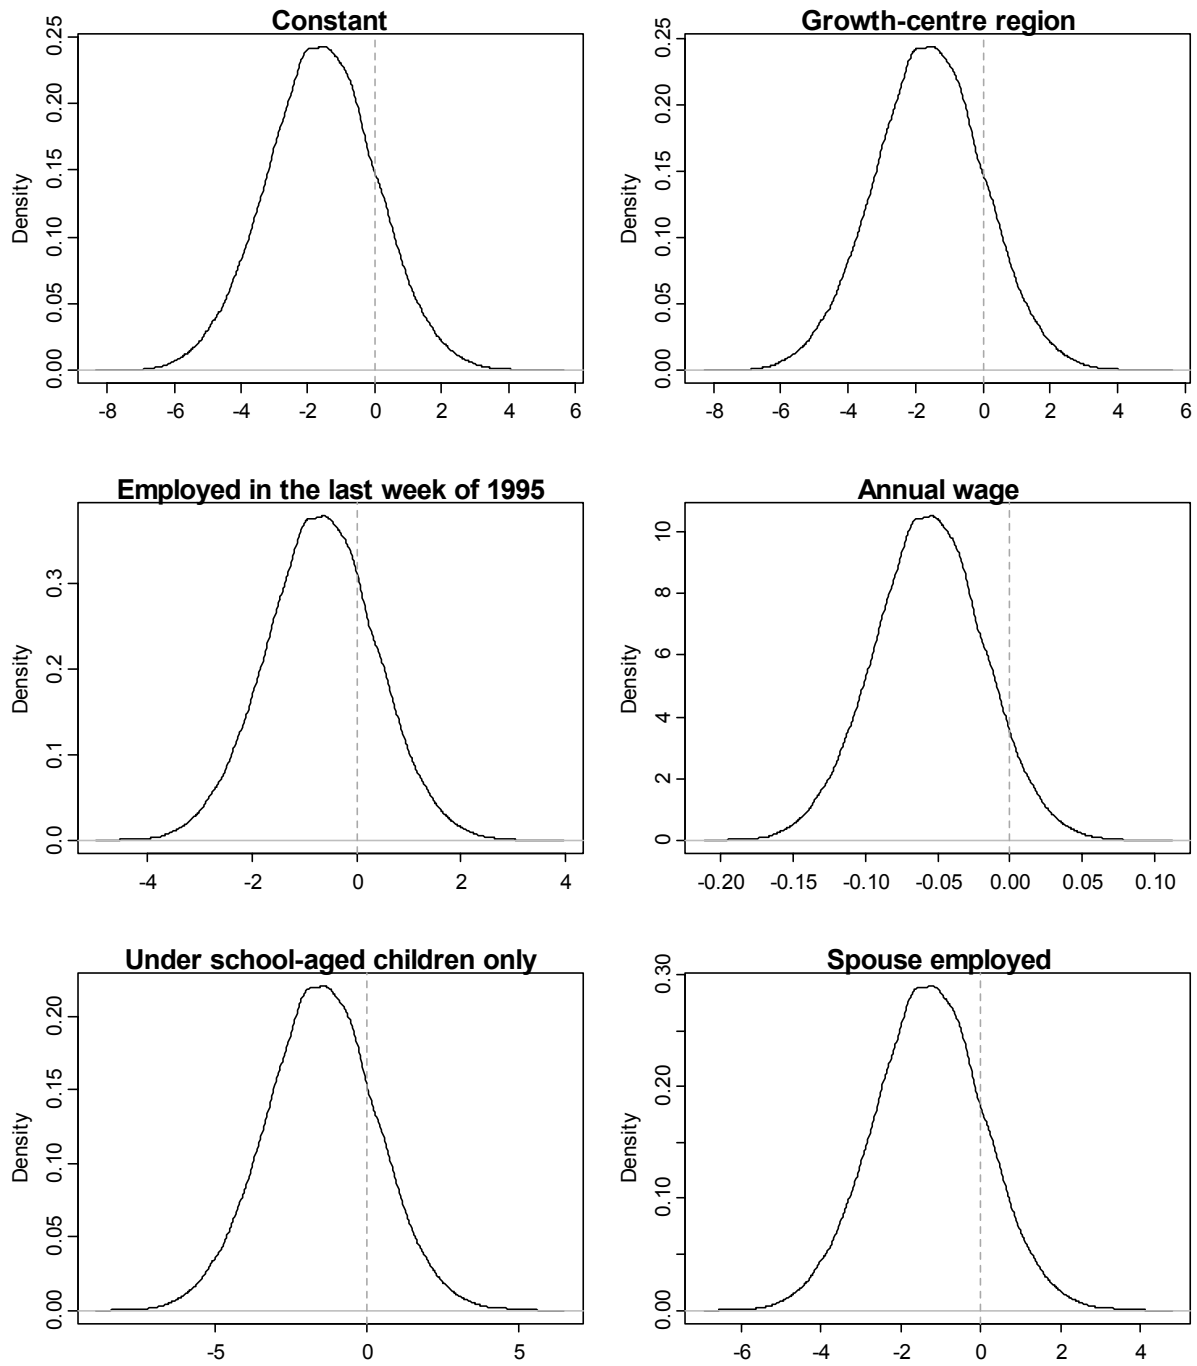 Constant
Density
0.00 0.05 0.10 0.15 0.20 0.25
-8 -6 -4 -2 0 2 4 6
Growth-centre region
Density
0.00 0.05 0.10 0.15 0.20 0.25
-8 -6 -4 -2 0 2 4 6
Employed in the last week of 1995
Density
0.0 0.1 0.2 0.3
-4 -2 0 2 4
Annual wage
Density
0 2 4 6 8 10
-0.20 -0.15 -0.10 -0.05 0.00 0.05 0.10
Under school-aged children only
Density
0.00 0.05 0.10 0.15 0.20
-5 0 5
Spouse employed
Density
0.00 0.10 0.20 0.30
-6 -4 -2 0 2 4